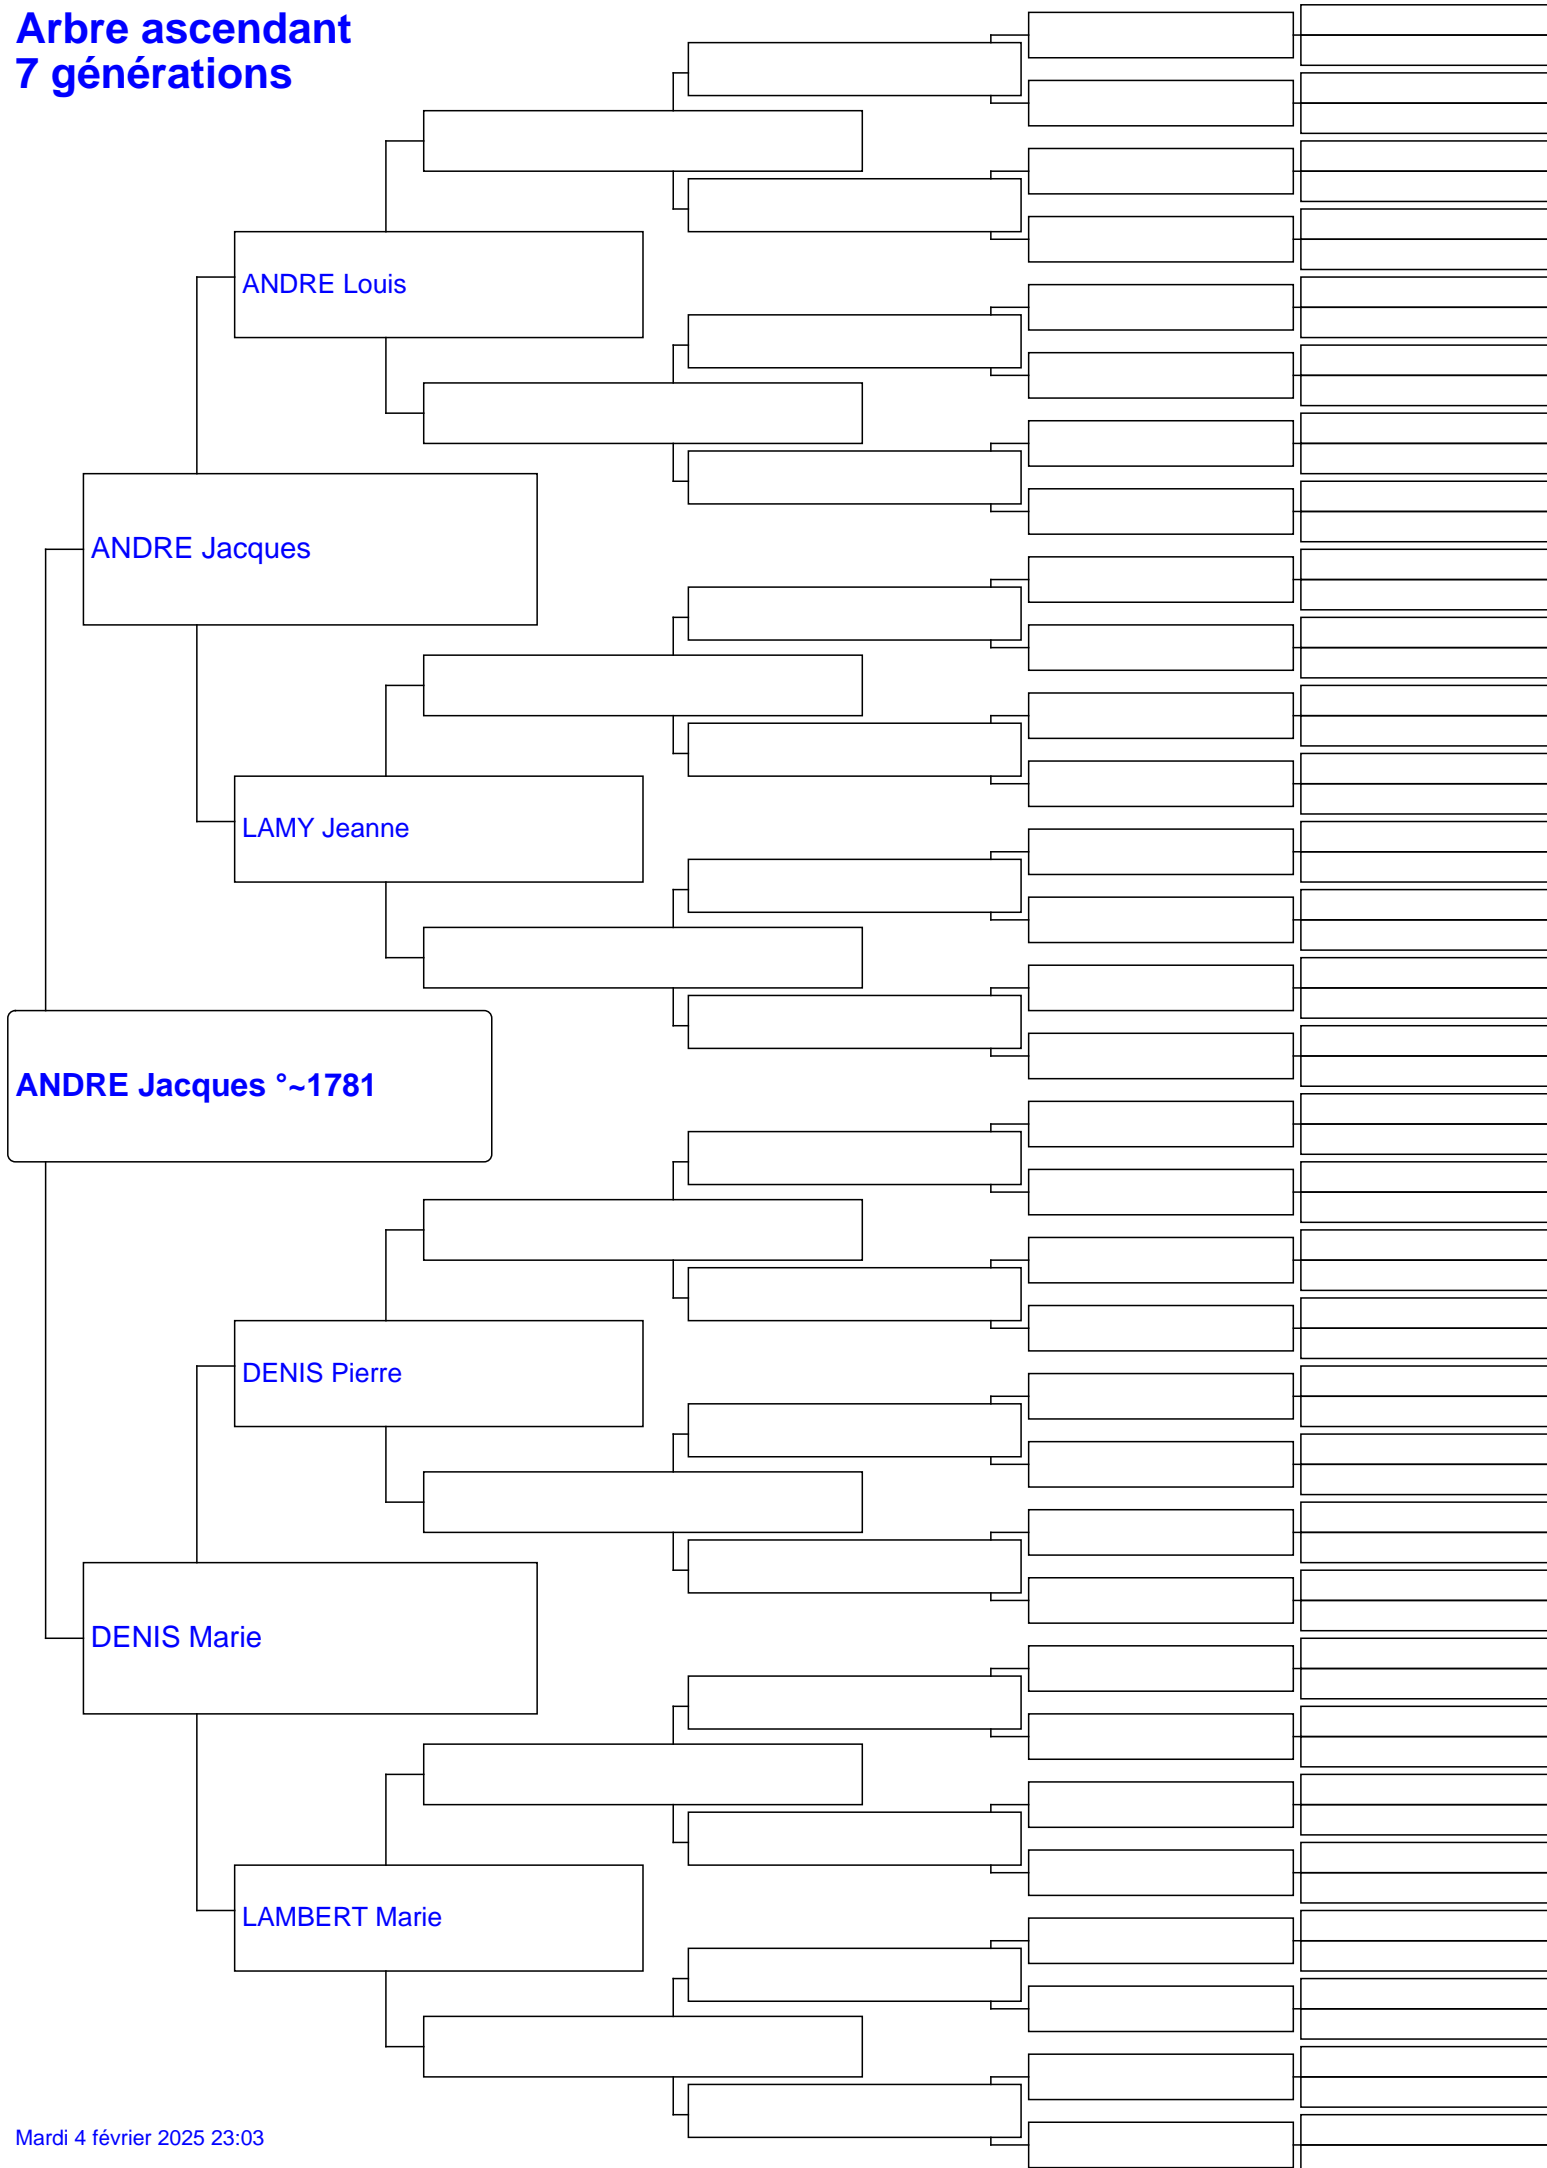 Arbre ascendant
7 générations
ANDRE Louis
ANDRE Jacques
LAMY Jeanne
ANDRE Jacques °~1781
DENIS Pierre
DENIS Marie
LAMBERT Marie
Mardi 4 février 2025 23:03